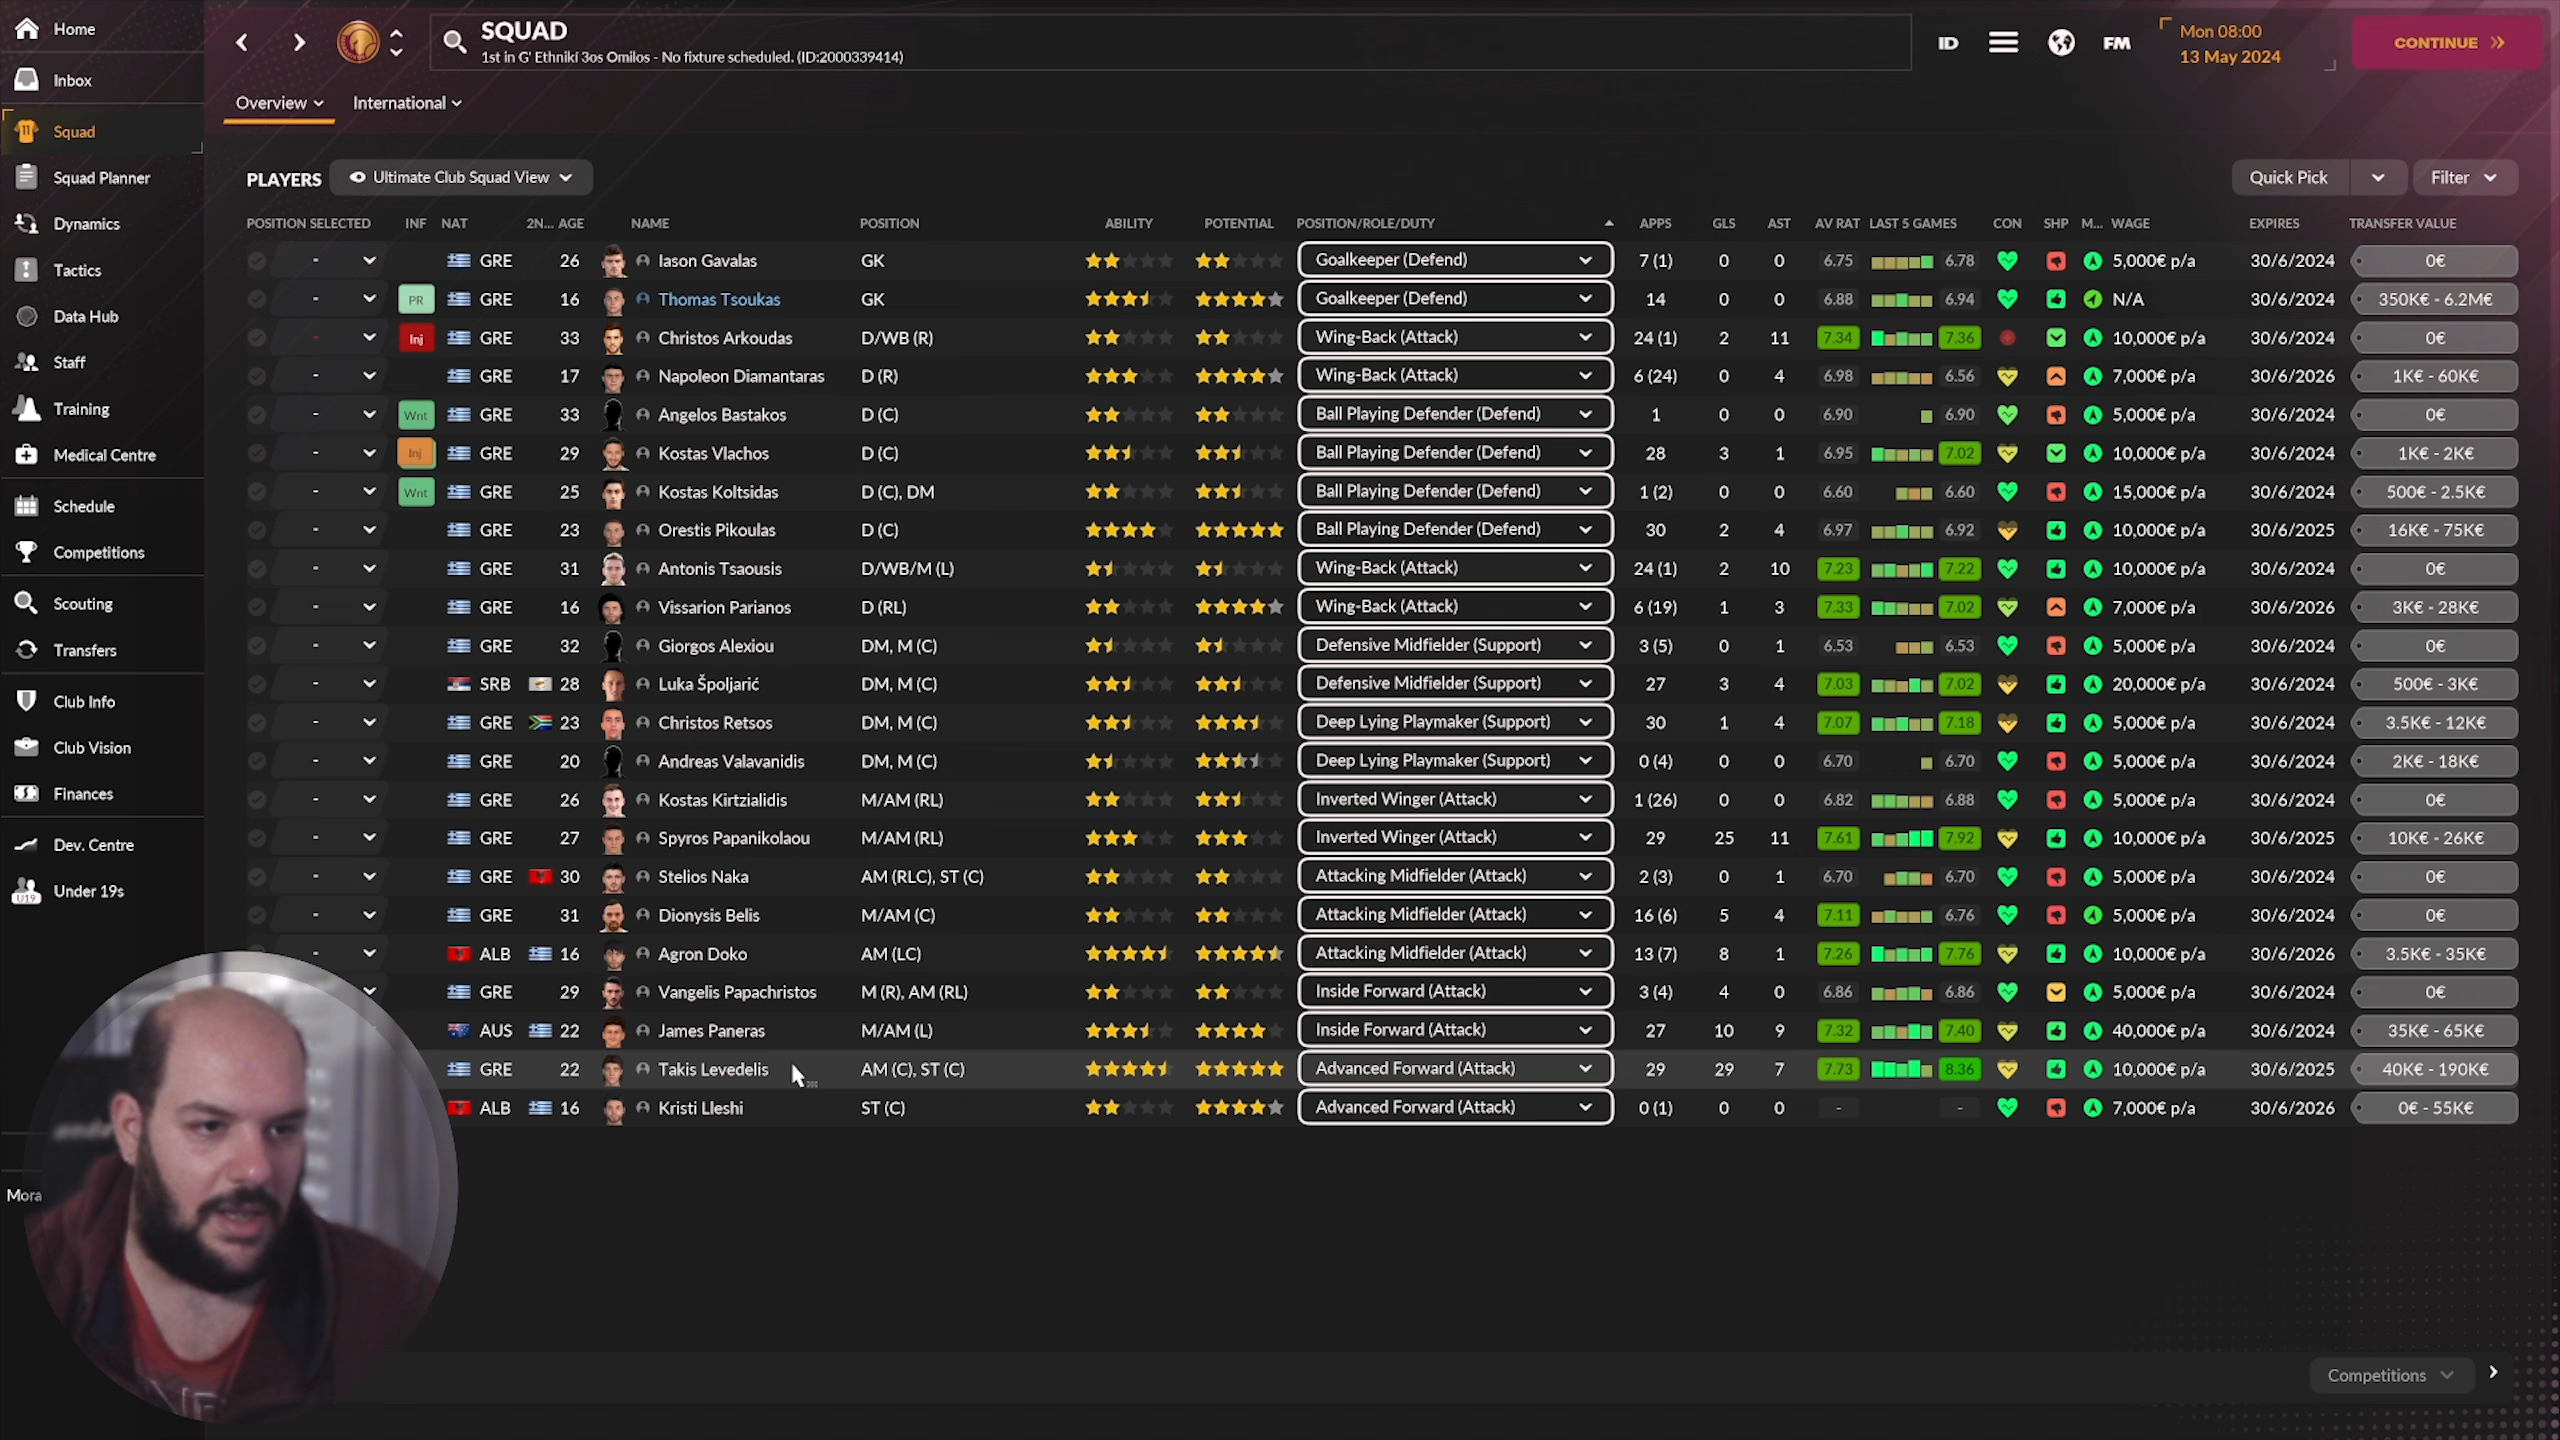 Home
Inbox
Squad
Squad Planner
Dynamics
Tactics
Data Hub
Staff
Training
Medical Centre
Schedule
Competitions
Scouting
Transfers
Club Info
Club Vision
Finances
Dev. Centre
Under 19s
U19
Mora
SQUAD
1st in G' Ethniki 3os Omilos - No fixture scheduled. (ID:2000339414)
ID FM
Mon 08:00
13 May 2024
CONTINUE
Overview International
PLAYERS Ultimate Club Squad View Quick Pick Filter
POSITION SELECTED INF NAT 2N... AGE NAME POSITION ABILITY POTENTIAL POSITION/ROLE/DUTY APPS GLS AST AV RAT LAST 5 GAMES CON SHP M... WAGE EXPIRES TRANSFER VALUE
- GRE 26 Iason Gavalas GK Goalkeeper (Defend) 7 (1) 0 0 6.75 6.78 5,000€ p/a 30/6/2024 0€
- PR GRE 16 Thomas Tsoukas GK Goalkeeper (Defend) 14 0 0 6.88 6.94 N/A 30/6/2024 350K€ - 6.2M€
- Inj GRE 33 Christos Arkoudas D/WB (R) Wing-Back (Attack) 24 (1) 2 11 7.34 7.36 10,000€ p/a 30/6/2024 0€
- GRE 17 Napoleon Diamantaras D (R) Wing-Back (Attack) 6 (24) 0 4 6.98 6.56 7,000€ p/a 30/6/2026 1K€ - 60K€
- Wnt GRE 33 Angelos Bastakos D (C) Ball Playing Defender (Defend) 1 0 0 6.90 6.90 5,000€ p/a 30/6/2024 0€
- Inj GRE 29 Kostas Vlachos D (C) Ball Playing Defender (Defend) 28 3 1 6.95 7.02 10,000€ p/a 30/6/2024 1K€ - 2K€
- Wnt GRE 25 Kostas Koltsidas D (C), DM Ball Playing Defender (Defend) 1 (2) 0 0 6.60 6.60 15,000€ p/a 30/6/2024 500€ - 2.5K€
- GRE 23 Orestis Pikoulas D (C) Ball Playing Defender (Defend) 30 2 4 6.97 6.92 10,000€ p/a 30/6/2025 16K€ - 75K€
- GRE 31 Antonis Tsaousis D/WB/M (L) Wing-Back (Attack) 24 (1) 2 10 7.23 7.22 10,000€ p/a 30/6/2024 0€
- GRE 16 Vissarion Parianos D (RL) Wing-Back (Attack) 6 (19) 1 3 7.33 7.02 7,000€ p/a 30/6/2026 3K€ - 28K€
- GRE 32 Giorgos Alexiou DM, M (C) Defensive Midfielder (Support) 3 (5) 0 1 6.53 6.53 5,000€ p/a 30/6/2024 0€
- SRB 28 Luka Špoljarić DM, M (C) Defensive Midfielder (Support) 27 3 4 7.03 7.02 20,000€ p/a 30/6/2024 500€ - 3K€
- GRE 23 Christos Retsos DM, M (C) Deep Lying Playmaker (Support) 30 1 4 7.07 7.18 5,000€ p/a 30/6/2024 3.5K€ - 12K€
- GRE 20 Andreas Valavanidis DM, M (C) Deep Lying Playmaker (Support) 0 (4) 0 0 6.70 6.70 5,000€ p/a 30/6/2024 2K€ - 18K€
- GRE 26 Kostas Kirtzialidis M/AM (RL) Inverted Winger (Attack) 1 (26) 0 0 6.82 6.88 5,000€ p/a 30/6/2024 0€
- GRE 27 Spyros Papanikolaou M/AM (RL) Inverted Winger (Attack) 29 25 11 7.61 7.92 10,000€ p/a 30/6/2025 10K€ - 26K€
- GRE 30 Stelios Naka AM (RLC), ST (C) Attacking Midfielder (Attack) 2 (3) 0 1 6.70 6.70 5,000€ p/a 30/6/2024 0€
- GRE 31 Dionysis Belis M/AM (C) Attacking Midfielder (Attack) 16 (6) 5 4 7.11 6.76 5,000€ p/a 30/6/2024 0€
- ALB 16 Agron Doko AM (LC) Attacking Midfielder (Attack) 13 (7) 8 1 7.26 7.76 10,000€ p/a 30/6/2026 3.5K€ - 35K€
- GRE 29 Vangelis Papachristos M (R), AM (RL) Inside Forward (Attack) 3 (4) 4 0 6.86 6.86 5,000€ p/a 30/6/2024 0€
AUS 22 James Paneras M/AM (L) Inside Forward (Attack) 27 10 9 7.32 7.40 40,000€ p/a 30/6/2024 35K€ - 65K€
GRE 22 Takis Levedelis AM (C), ST (C) Advanced Forward (Attack) 29 29 7 7.73 8.36 10,000€ p/a 30/6/2025 40K€ - 190K€
ALB 16 Kristi Lleshi ST (C) Advanced Forward (Attack) 0 (1) 0 0 - - 7,000€ p/a 30/6/2026 0€ - 55K€
Competitions